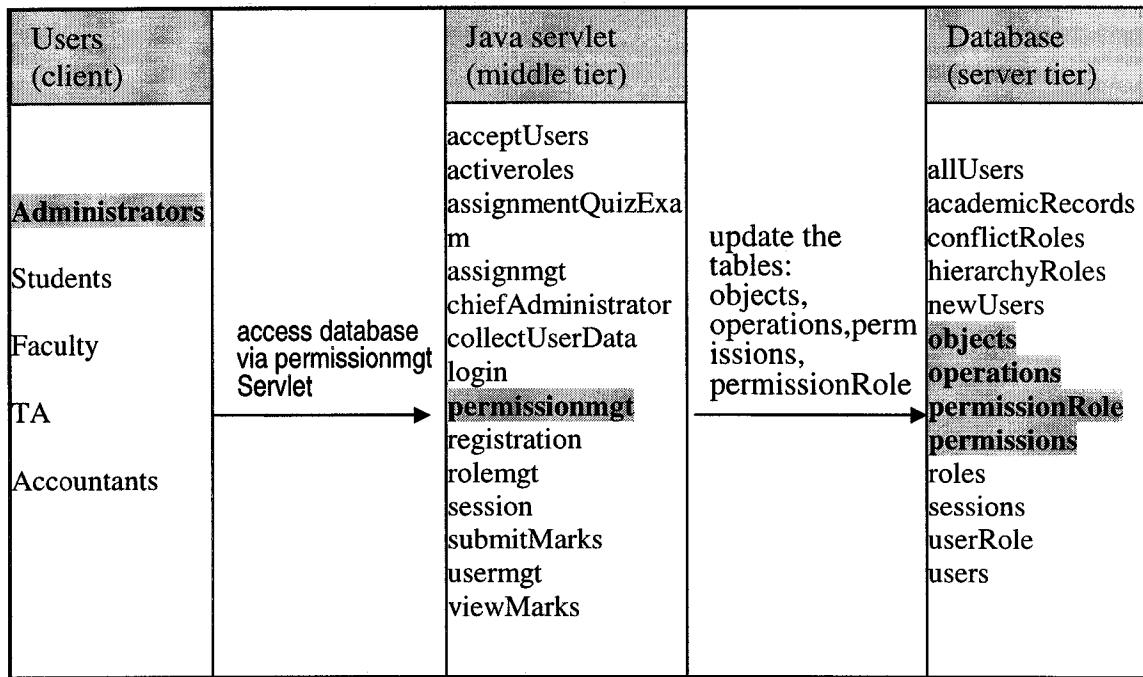 Users
(client)
Administrators
Students
Faculty
TA
Accountants
access database
via permissionmgt
Servlet
Java servlet
(middle tier)
acceptUsers
activeroles
assignmentQuizExa
m
assignmgt
chiefAdministrator
collectUserData
login
permissionmgt
registration
rolemgt
session
submitMarks
usermgt
viewMarks
update the
tables:
objects,
operations,perm
issions,
permissionRole
Database
(server tier)
allUsers
academicRecords
conflictRoles
hierarchyRoles
newUsers
objects
operations
permissionRole
permissions
roles
sessions
userRole
users